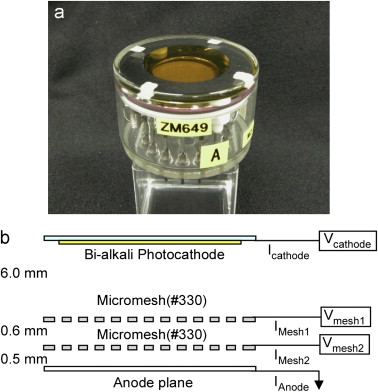 a
ZM649
A
b
Vcathode
Bi-alkali Photocathode
Icathode
6.0 mm
Micromesh(#330)
Vmesh1
0.6 mm
IMesh1
Micromesh(#330)
Vmesh2
0.5 mm
IMesh2
Anode plane
IAnode